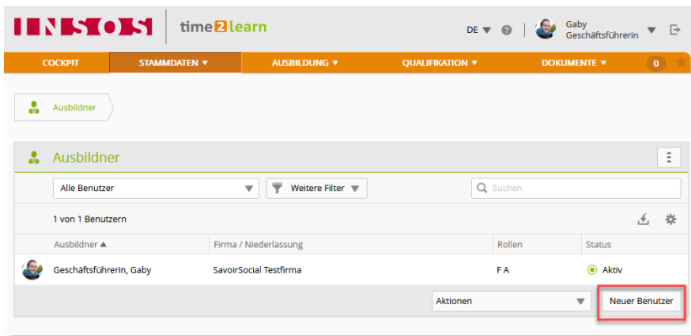 INSOS time2learn DE Gaby Geschäftsführerin
COCKPIT STAMMDATEN AUSBILDUNG QUALIFIKATION DOKUMENTE 0
Ausbildner
Ausbildner
Alle Benutzer Weitere Filter Suchen
1 von 1 Benutzern
Ausbildner Firma / Niederlassung Rollen Status
Geschäftsführerin, Gaby SavoirSocial Testfirma F A Aktiv
Aktionen Neuer Benutzer